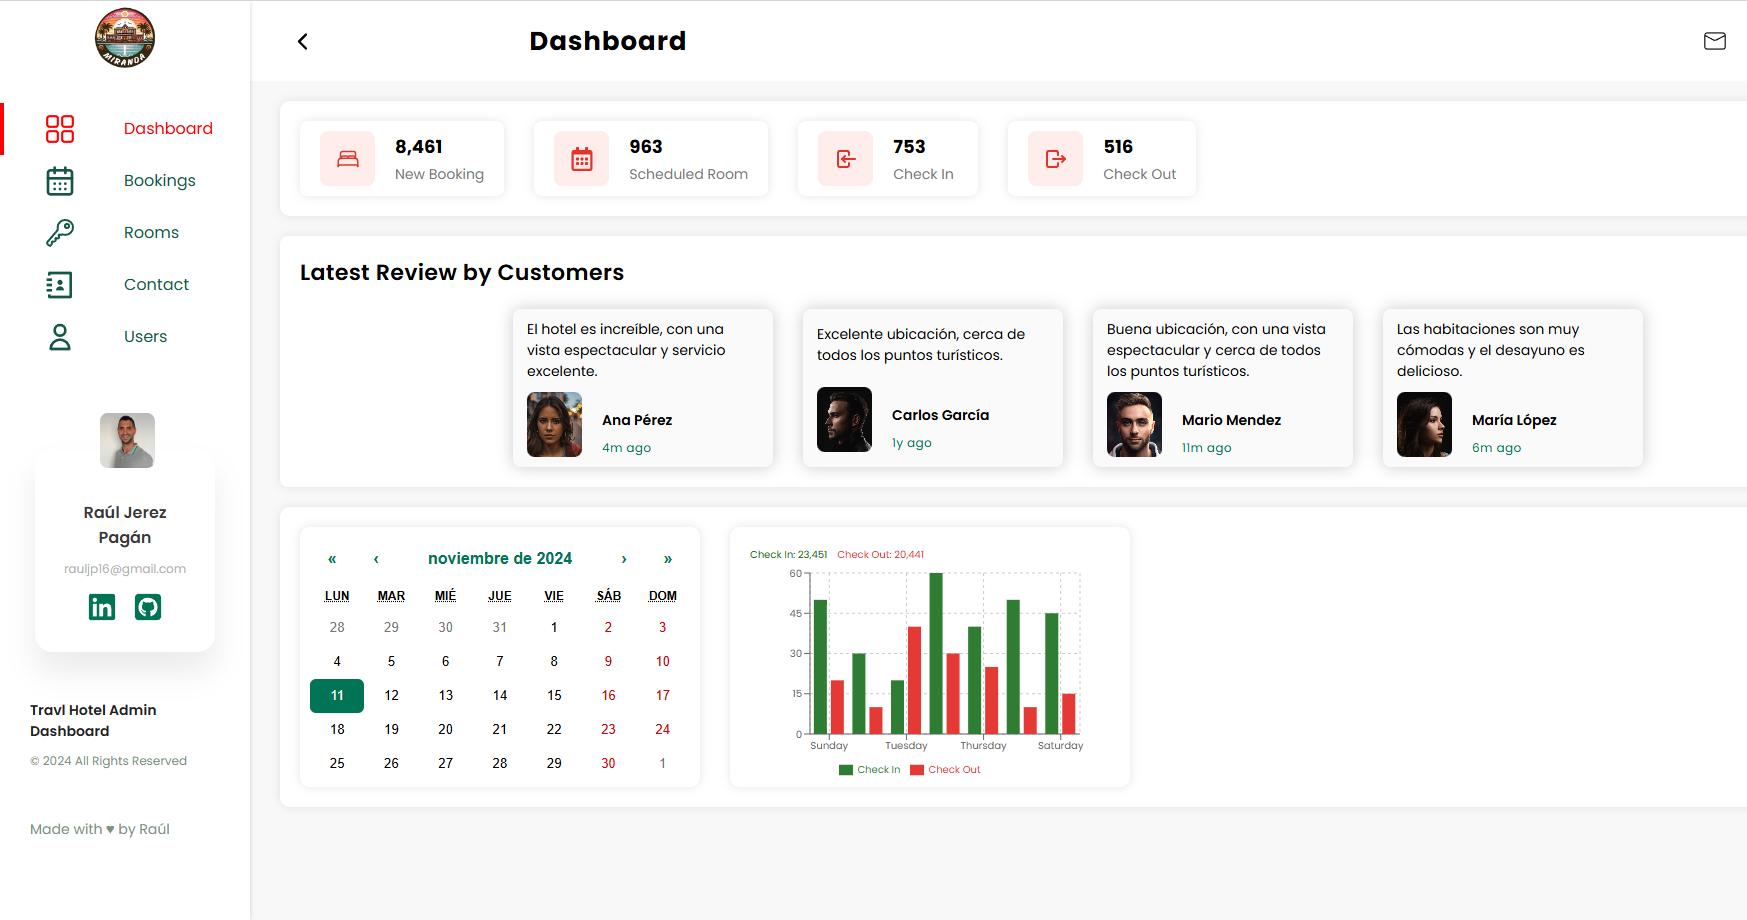 MIRANDA
Dashboard
Bookings
Rooms
Contact
Users
Raúl Jerez
Pagán
rauljp16@gmail.com
Travl Hotel Admin
Dashboard
© 2024 All Rights Reserved
Made with ♥ by Raúl
Dashboard
8,461
New Booking
963
Scheduled Room
753
Check In
516
Check Out
Latest Review by Customers
El hotel es increíble, con una
vista espectacular y servicio
excelente.
Ana Pérez
4m ago
Excelente ubicación, cerca de
todos los puntos turísticos.
Carlos García
1y ago
Buena ubicación, con una vista
espectacular y cerca de todos
los puntos turísticos.
Mario Mendez
11m ago
Las habitaciones son muy
cómodas y el desayuno es
delicioso.
María López
6m ago
« ‹ noviembre de 2024 › »
LUN MAR MIÉ JUE VIE SÁB DOM
28 29 30 31 1 2 3
4 5 6 7 8 9 10
11 12 13 14 15 16 17
18 19 20 21 22 23 24
25 26 27 28 29 30 1
Check In: 23,451 Check Out: 20,441
60
45
30
15
0
Sunday Tuesday Thursday Saturday
Check In Check Out